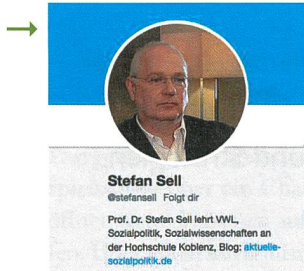 Stefan Sell
@stefansell Folgt dir
Prof. Dr. Stefan Sell lehrt VWL,
Sozialpolitik, Sozialwissenschaften an
der Hochschule Koblenz, Blog: aktuelle-
sozialpolitik.de